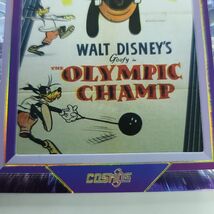 WALT DISNEY'S
Goofy in
THE OLYMPIC
CHAMP
COSMOS